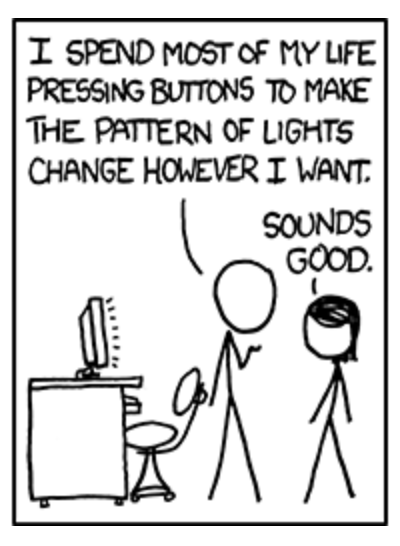 I SPEND MOST OF MY LIFE
PRESSING BUTTONS TO MAKE
THE PATTERN OF LIGHTS
CHANGE HOWEVER I WANT.
SOUNDS
GOOD.